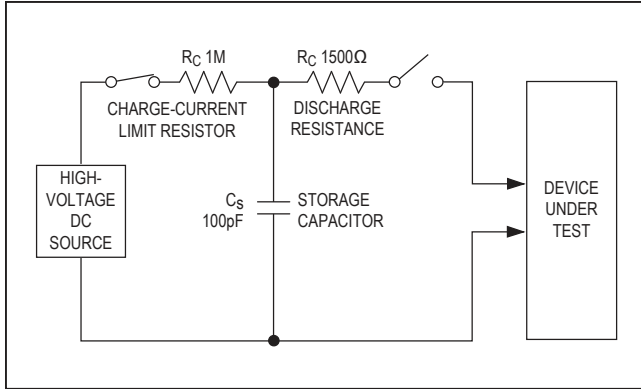 R_C 1M
CHARGE-CURRENT
LIMIT RESISTOR
R_C 1500Ω
DISCHARGE
RESISTANCE
HIGH-
VOLTAGE
DC
SOURCE
C_S
100pF
STORAGE
CAPACITOR
DEVICE
UNDER
TEST